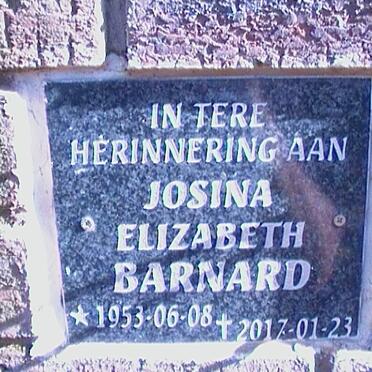 IN TERE
HERINNERING AAN
JOSINA
ELIZABETH
BARNARD
★1953-06-08 †2017-01-23